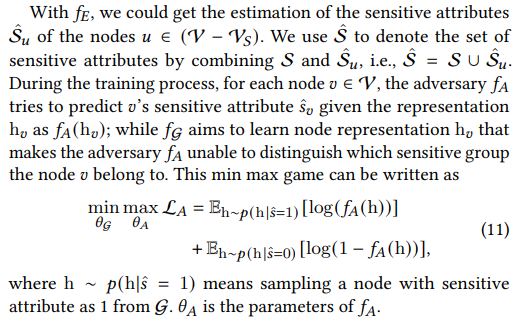 With f_E, we could get the estimation of the sensitive attributes
Ŝ_u of the nodes u ∈ (𝒱 − 𝒱_S). We use Ŝ to denote the set of
sensitive attributes by combining S and Ŝ_u, i.e., Ŝ = S ∪ Ŝ_u.
During the training process, for each node v ∈ 𝒱, the adversary f_A
tries to predict v's sensitive attribute ŝ_v given the representation
h_v as f_A(h_v); while f_G aims to learn node representation h_v that
makes the adversary f_A unable to distinguish which sensitive group
the node v belong to. This min max game can be written as
min_{θ_G} max_{θ_A} ℒ_A = 𝔼_{h∼p(h|ŝ=1)}[log(f_A(h))]
+ 𝔼_{h∼p(h|ŝ=0)}[log(1 − f_A(h))], (11)
where h ∼ p(h|ŝ = 1) means sampling a node with sensitive
attribute as 1 from 𝒢. θ_A is the parameters of f_A.